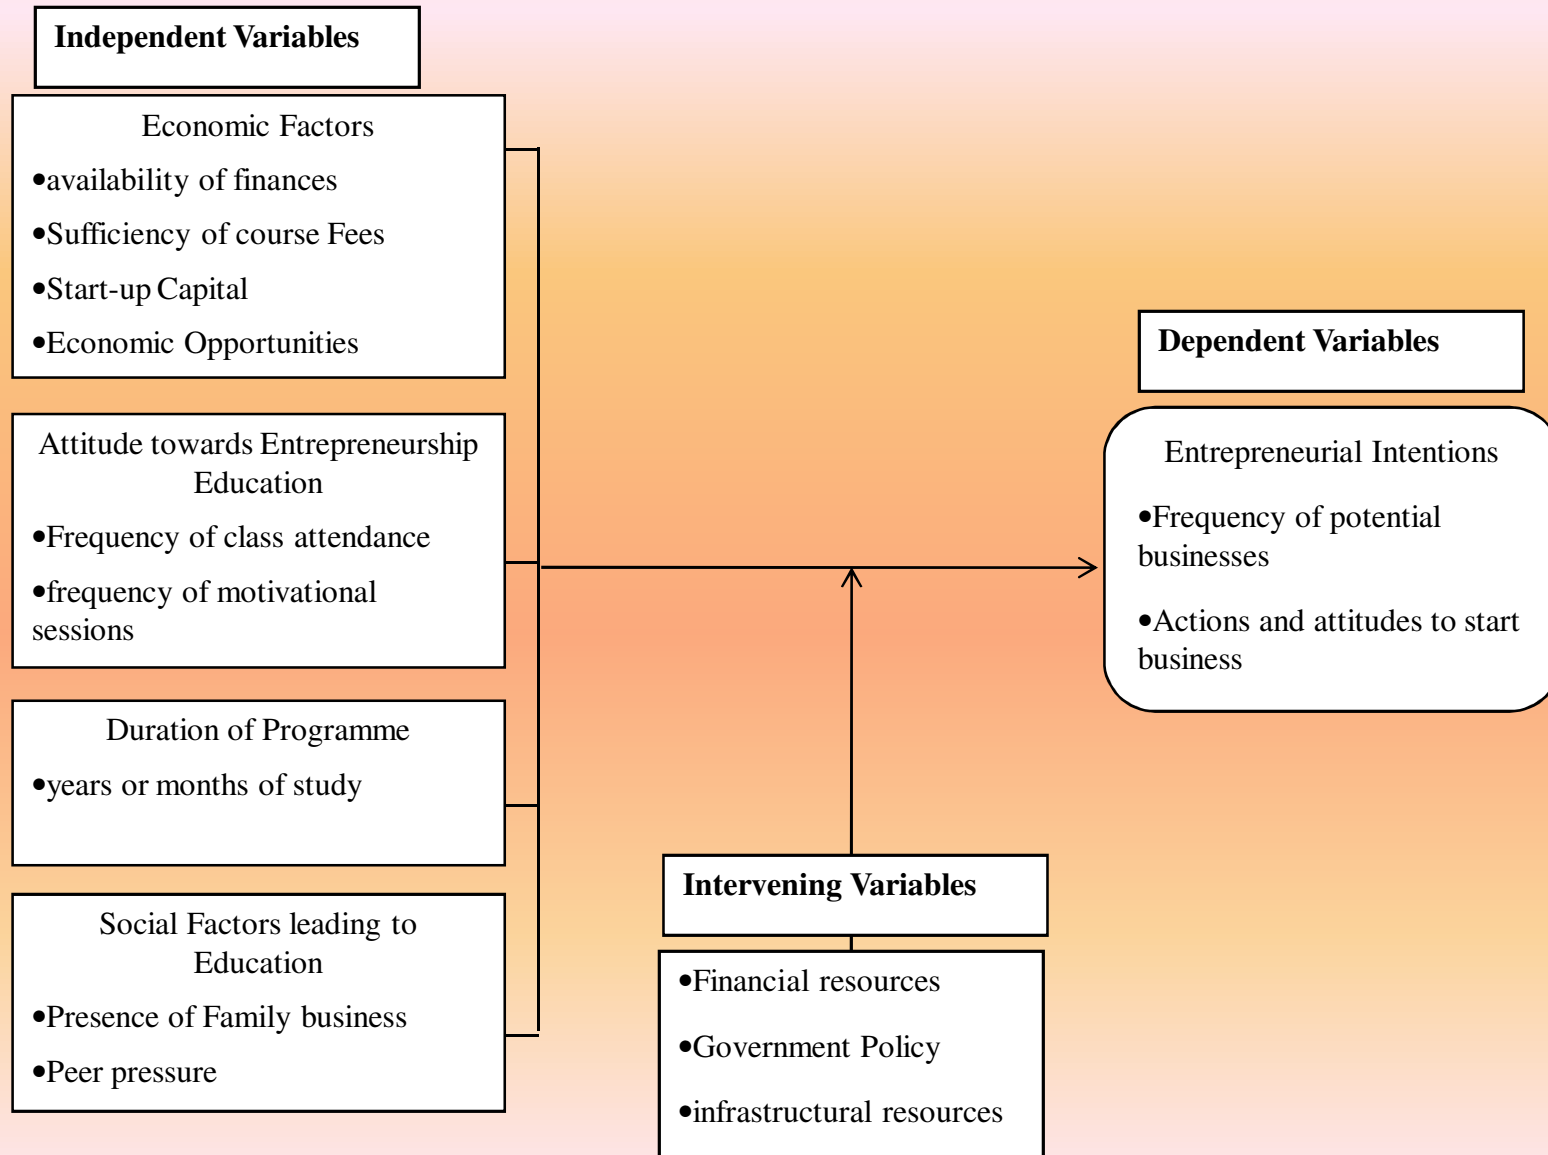 Independent Variables
Economic Factors
•availability of finances
•Sufficiency of course Fees
•Start-up Capital
•Economic Opportunities
Attitude towards Entrepreneurship
Education
•Frequency of class attendance
•frequency of motivational
sessions
Duration of Programme
•years or months of study
Social Factors leading to
Education
•Presence of Family business
•Peer pressure
Intervening Variables
•Financial resources
•Government Policy
•infrastructural resources
Dependent Variables
Entrepreneurial Intentions
•Frequency of potential
businesses
•Actions and attitudes to start
business